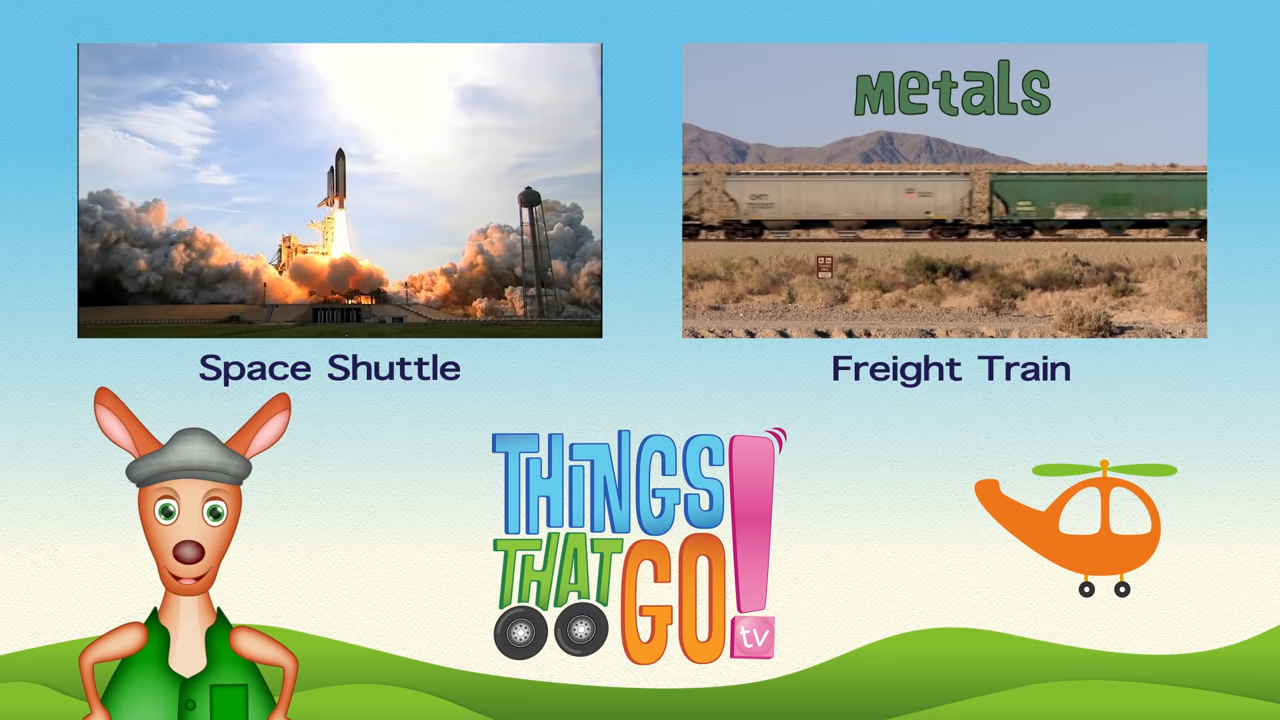 Metals
Space Shuttle
Freight Train
THiNGS
THAT GO!
tv